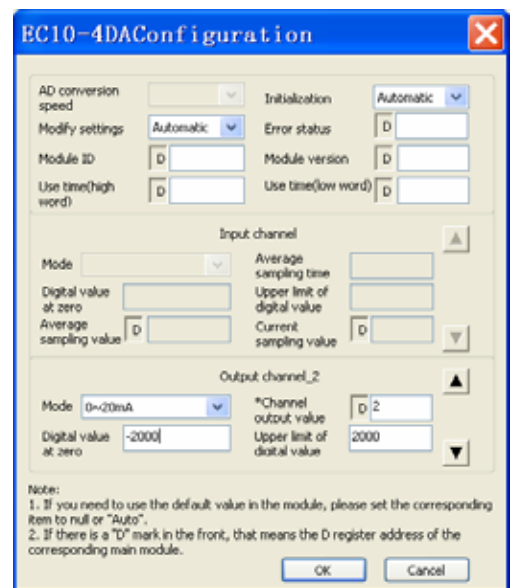 EC10-4DAConfiguration
AD conversion speed
Initialization Automatic
Modify settings Automatic
Error status D
Module ID D
Module version D
Use time(high word) D
Use time(low word) D
Input channel
Mode
Average sampling time
Digital value at zero
Upper limit of digital value
Average sampling value D
Current sampling value D
Output channel_2
Mode 0~20mA
*Channel output value D 2
Digital value at zero -2000
Upper limit of digital value 2000
Note:
1. If you need to use the default value in the module, please set the corresponding
item to null or "Auto".
2. If there is a "D" mark in the front, that means the D register address of the
corresponding main module.
OK Cancel